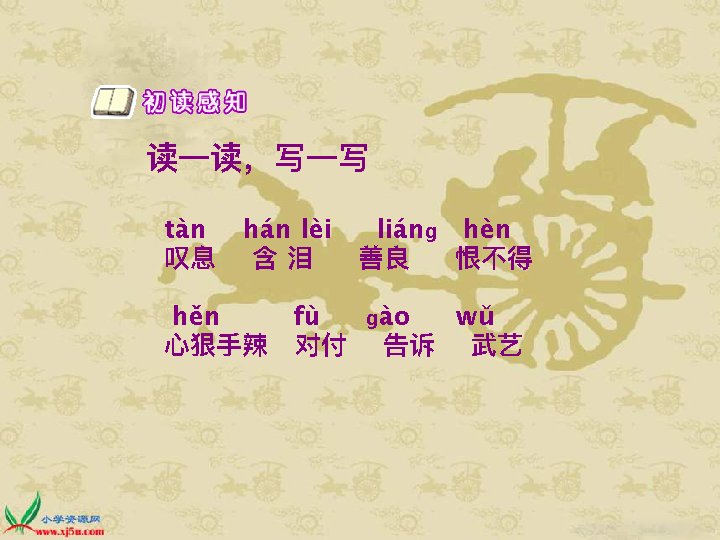 初读感知
读一读，写一写
tàn hán lèi liáng hèn
叹息 含 泪 善良 恨不得
hěn fù gào wǔ
心狠手辣 对付 告诉 武艺
小学资源网
www.xj5u.com